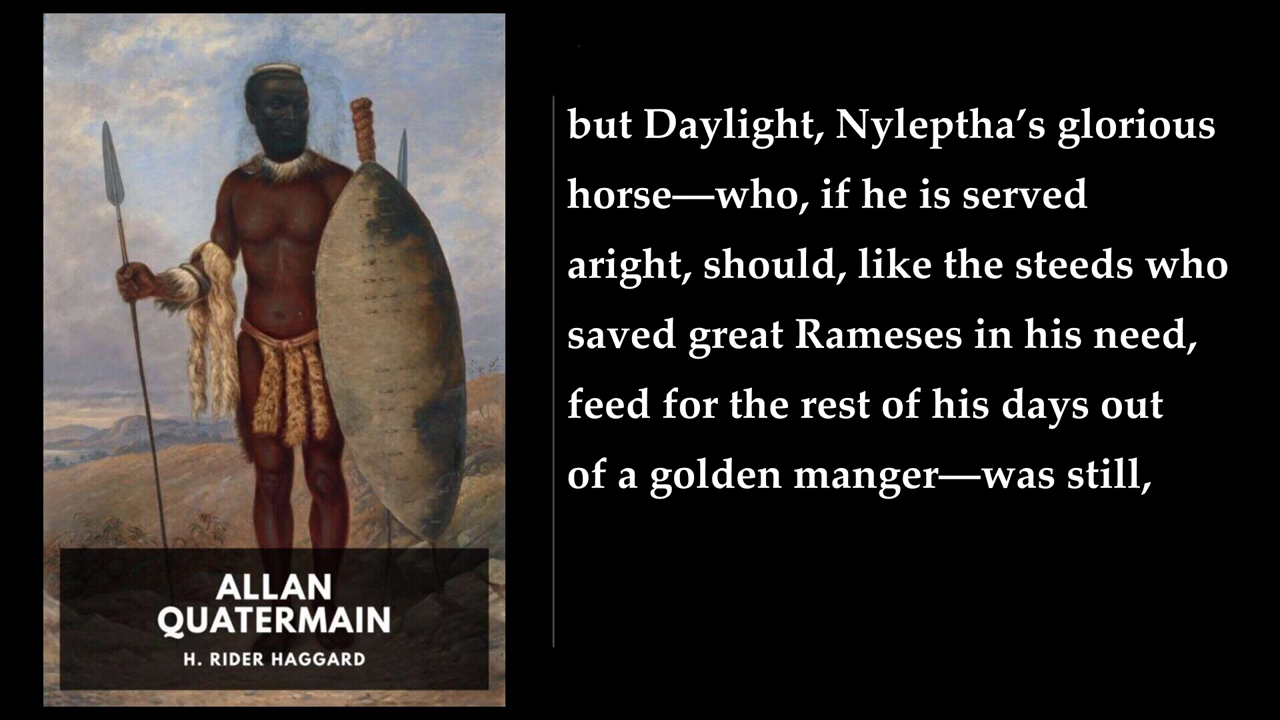 ALLAN
QUATERMAIN
H. RIDER HAGGARD
but Daylight, Nyleptha’s glorious
horse—who, if he is served
aright, should, like the steeds who
saved great Rameses in his need,
feed for the rest of his days out
of a golden manger—was still,